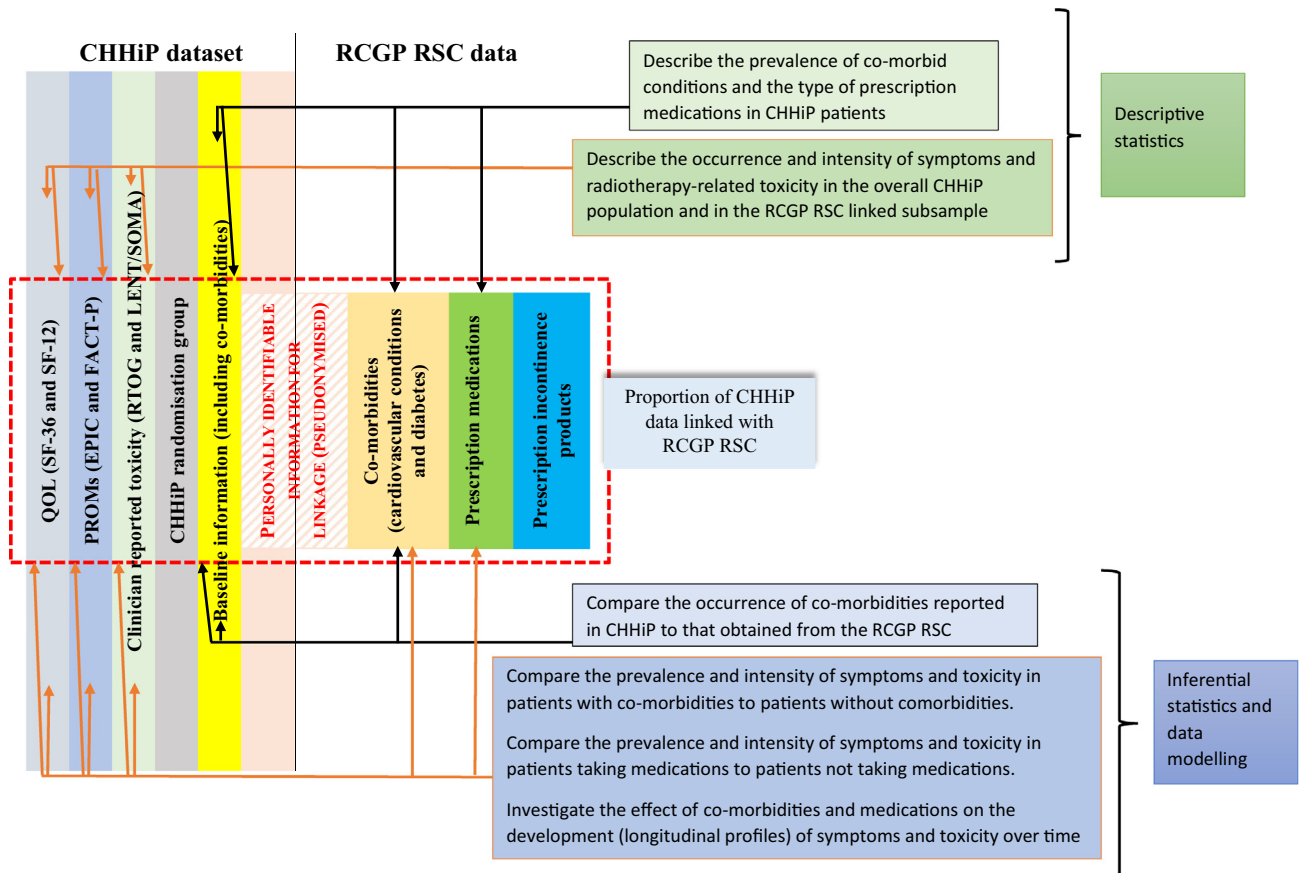 CHHiP dataset
RCGP RSC data
Describe the prevalence of co-morbid
conditions and the type of prescription
medications in CHHiP patients
Descriptive
statistics
Describe the occurrence and intensity of symptoms and
radiotherapy-related toxicity in the overall CHHiP
population and in the RCGP RSC linked subsample
QOL (SF-36 and SF-12)
PROMs (EPIC and FACT-P)
Clinician reported toxicity (RTOG and LENT/SOMA)
CHHiP randomisation group
Baseline information (including co-morbidities)
PERSONALLY IDENTIFIABLE
INFORMATION FOR
LINKAGE (PSEUDONYMISED)
Co-morbidities
(cardiovascular conditions
and diabetes)
Prescription medications
Prescription incontinence
products
Proportion of CHHiP
data linked with
RCGP RSC
Compare the occurrence of co-morbidities reported
in CHHiP to that obtained from the RCGP RSC
Compare the prevalence and intensity of symptoms and toxicity in
patients with co-morbidities to patients without comorbidities.
Compare the prevalence and intensity of symptoms and toxicity in
patients taking medications to patients not taking medications.
Investigate the effect of co-morbidities and medications on the
development (longitudinal profiles) of symptoms and toxicity over time
Inferential
statistics and
data
modelling